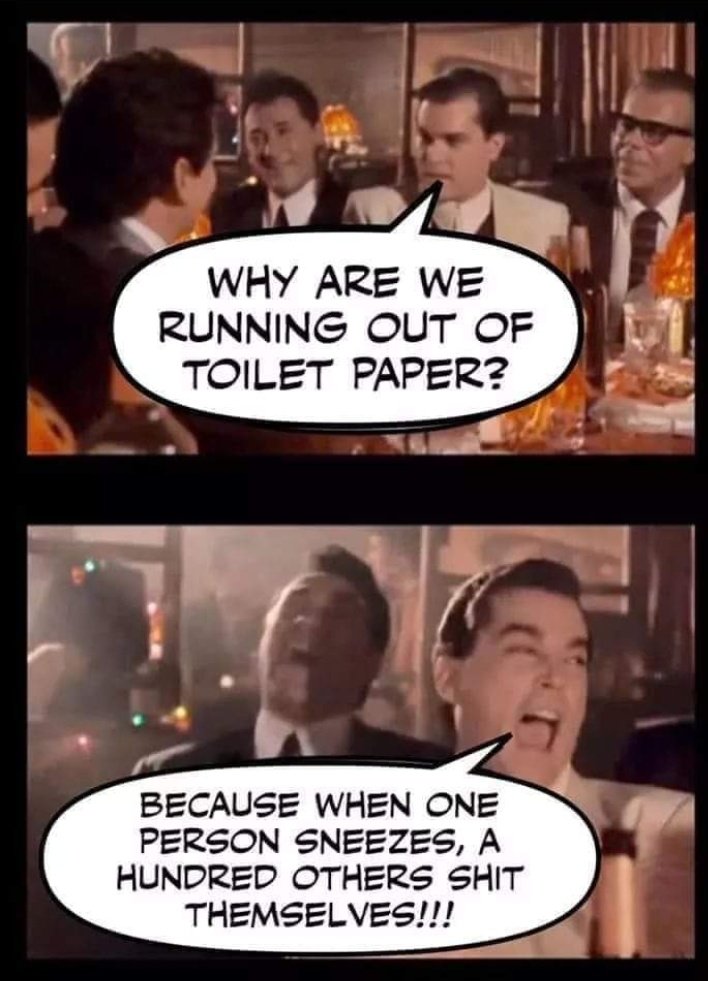 WHY ARE WE
RUNNING OUT OF
TOILET PAPER?
BECAUSE WHEN ONE
PERSON SNEEZES, A
HUNDRED OTHERS SHIT
THEMSELVES!!!